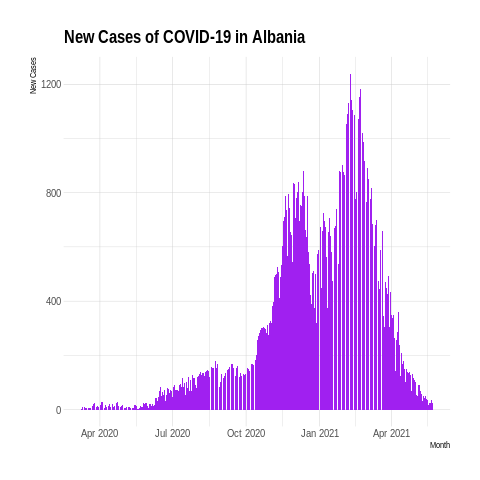 New Cases of COVID-19 in Albania
New Cases
1200
800
400
0
Apr 2020 Jul 2020 Oct 2020 Jan 2021 Apr 2021
Month